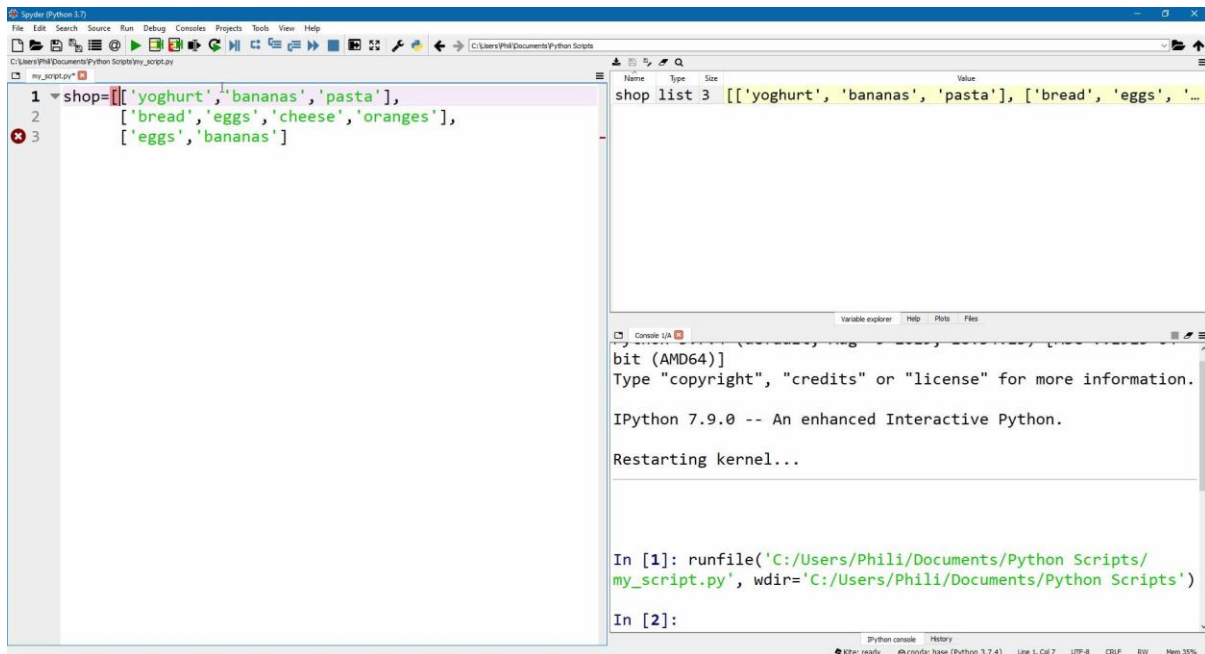 Spyder (Python 3.7)
File Edit Search Source Run Debug Consoles Projects Tools View Help
C:\Users\Phili\Documents\Python Scripts
C:\Users\Phili\Documents\Python Scripts\my_script.py
my_script.py*
1 shop=[['yoghurt','bananas','pasta'],
2 ['bread','eggs','cheese','oranges'],
3 ['eggs','bananas']
Name Type Size Value
shop list 3 [['yoghurt', 'bananas', 'pasta'], ['bread', 'eggs', '…
Variable explorer Help Plots Files
Console 1/A
bit (AMD64)]
Type "copyright", "credits" or "license" for more information.
IPython 7.9.0 -- An enhanced Interactive Python.
Restarting kernel...
In [1]: runfile('C:/Users/Phili/Documents/Python Scripts/
my_script.py', wdir='C:/Users/Phili/Documents/Python Scripts')
In [2]:
IPython console History
Kite: ready conda: base (Python 3.7.4) Line 1, Col 7 UTF-8 CRLF RW Mem 35%